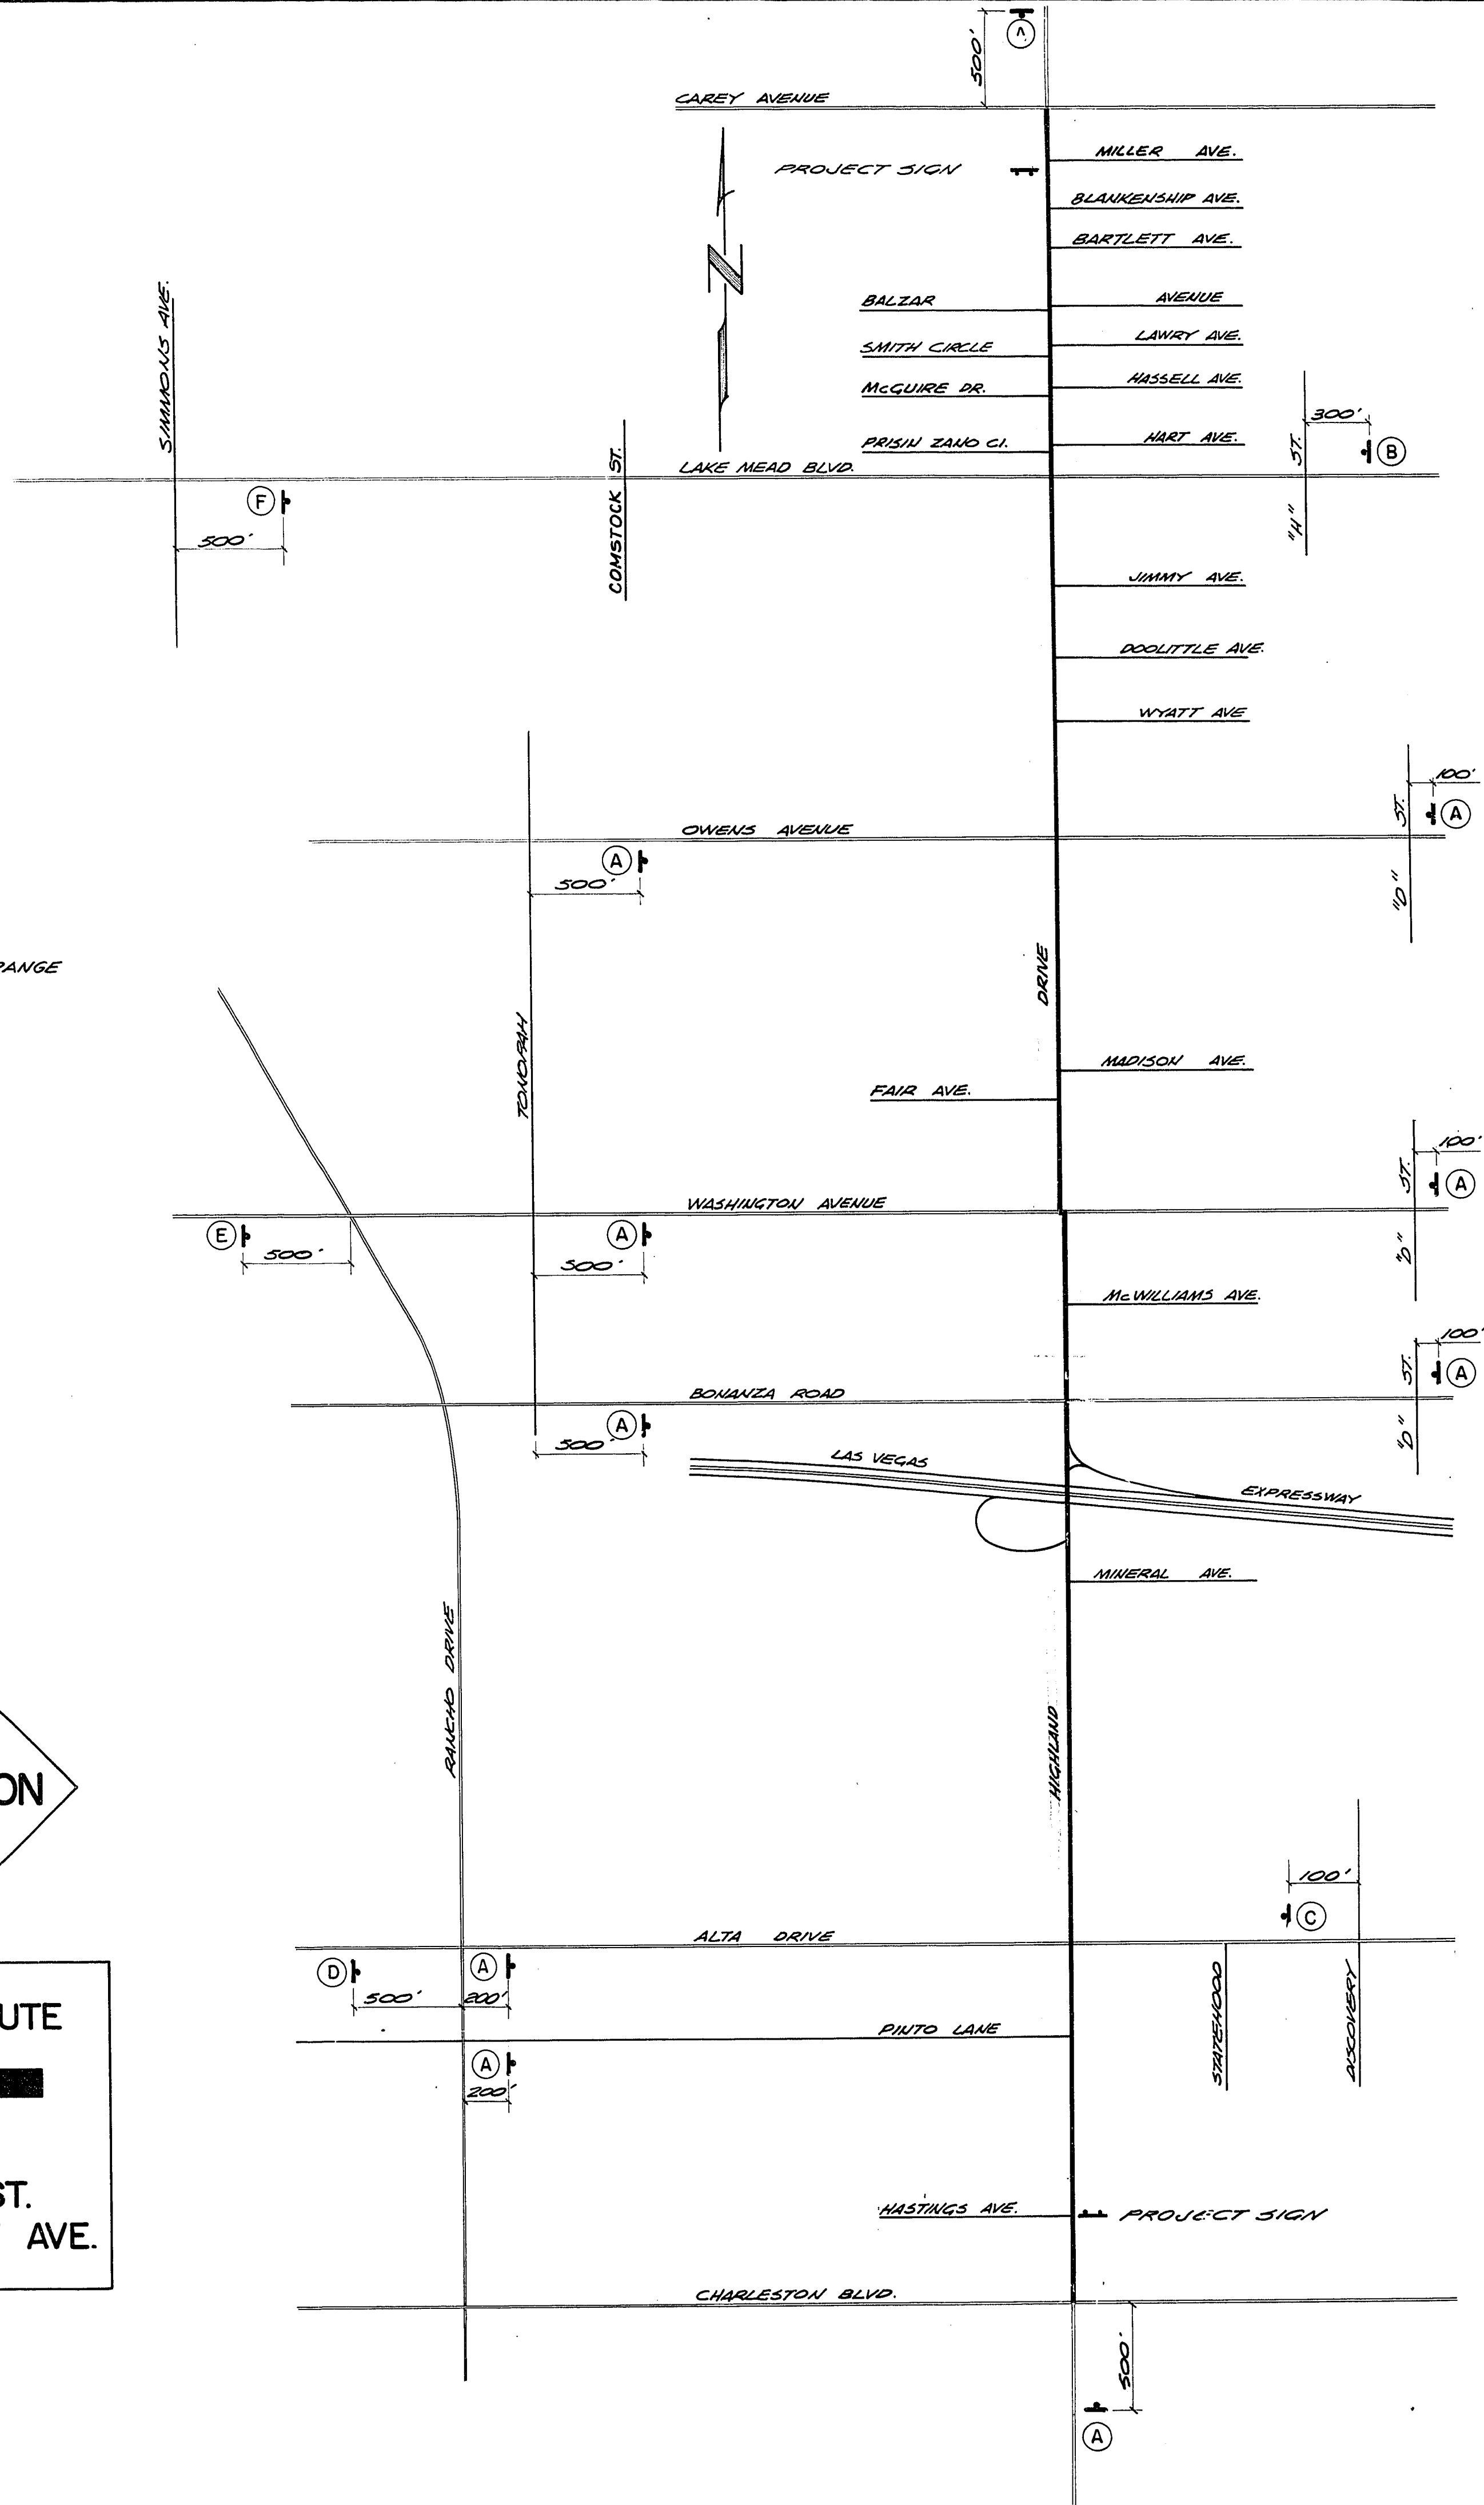 500'
A
CAREY AVENUE
MILLER AVE.
PROJECT SIGN
BLANKENSHIP AVE.
BARTLETT AVE.
N
BALZAR AVENUE
SIMMONS AVE.
SMITH CIRCLE
LAWRY AVE.
McGUIRE DR.
HASSELL AVE.
300'
PRISIN ZANO CI.
HART AVE.
"H" ST.
B
LAKE MEAD BLVD.
F
500'
COMSTOCK ST.
JIMMY AVE.
DOOLITTLE AVE.
WYATT AVE
100'
"D" ST.
A
OWENS AVENUE
A
500'
DRIVE
TONOPAH
MADISON AVE.
FAIR AVE.
100'
"D" ST.
A
WASHINGTON AVENUE
E
500'
A
500'
McWILLIAMS AVE.
100'
"D" ST.
A
BONANZA ROAD
A
500'
LAS VEGAS
EXPRESSWAY
MINERAL AVE.
RANCHO DRIVE
HIGHLAND
ON
100'
C
ALTA DRIVE
D
A
500'
200'
STATEHOOD
DISCOVERY
UTE
PINTO LANE
A
200'
ST.
HASTINGS AVE.
PROJECT SIGN
AVE.
CHARLESTON BLVD.
500'
A